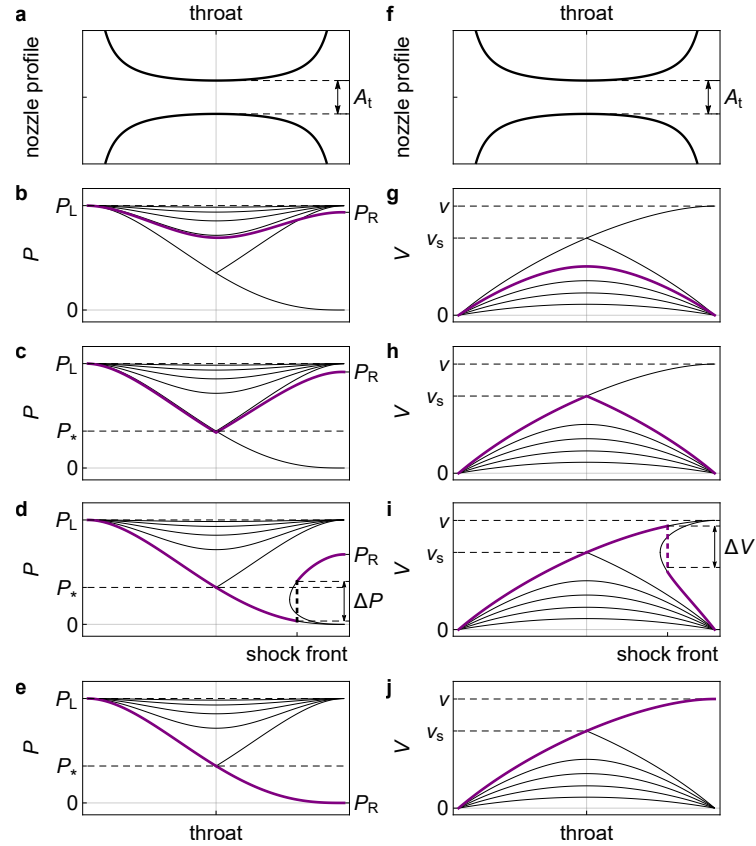 a
throat
nozzle profile
A_t
b
P_L
P
0
P_R
c
P_L
P
P_*
0
P_R
d
P_L
P
P_*
0
P_R
ΔP
shock front
e
P_L
P
P_*
0
P_R
throat
f
throat
nozzle profile
A_t
g
v
v_s
V
0
h
v
v_s
V
0
i
v
v_s
V
0
ΔV
shock front
j
v
v_s
V
0
throat